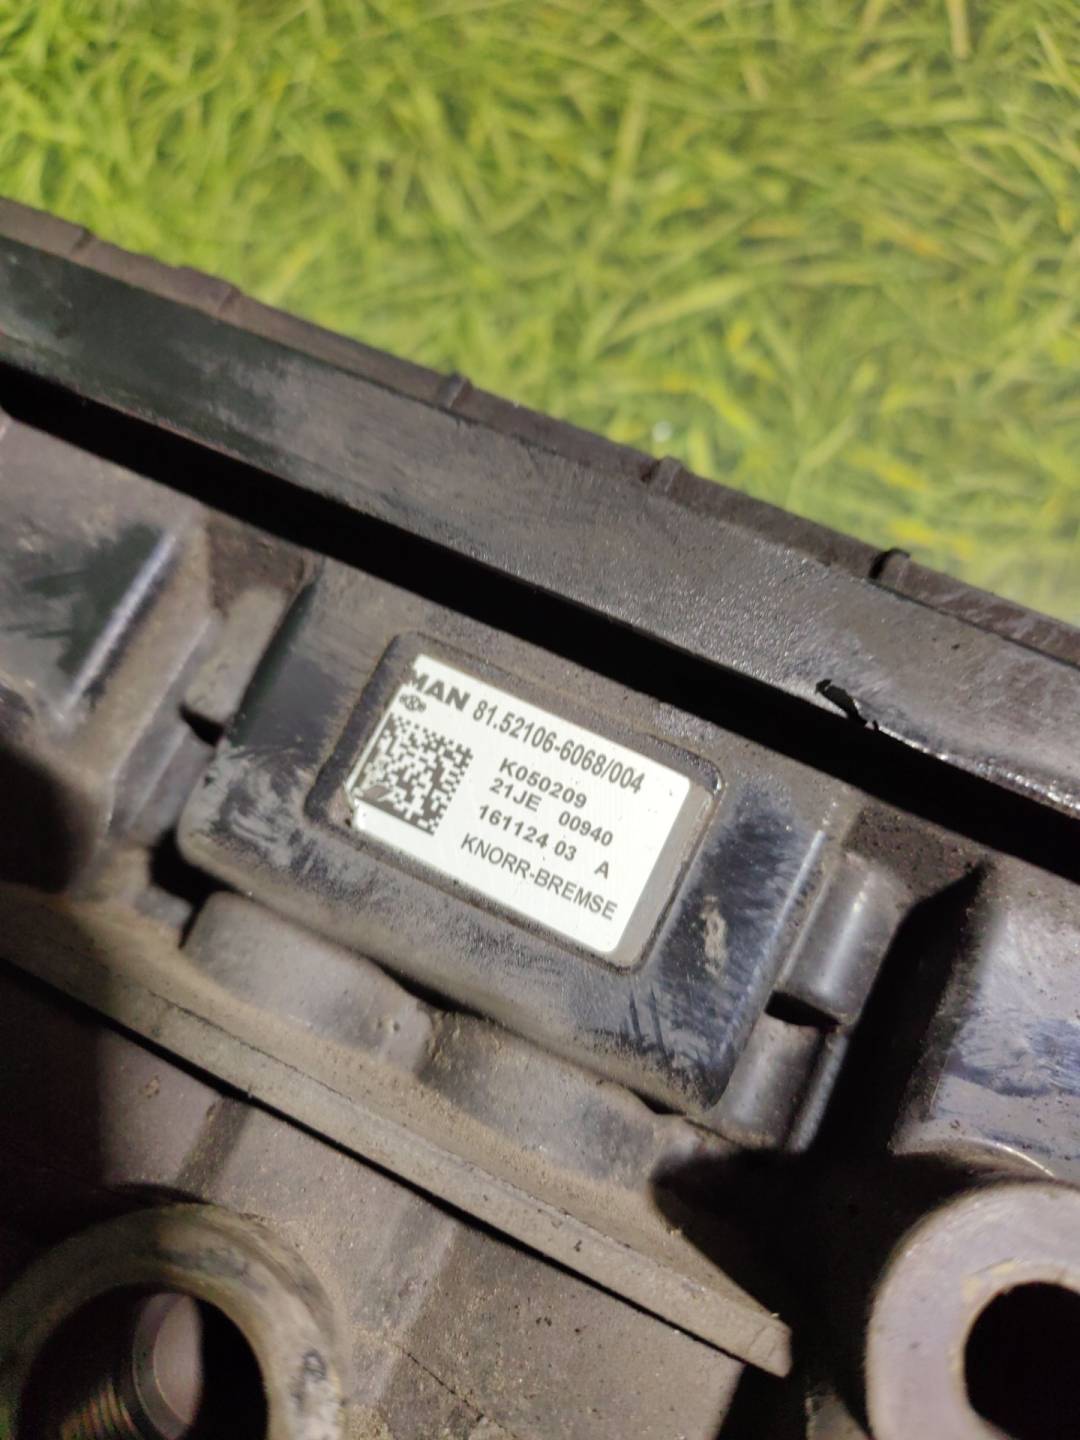 MAN 81.52106-6068/004
K050209
21JE 00940
161124 03 A
KNORR-BREMSE